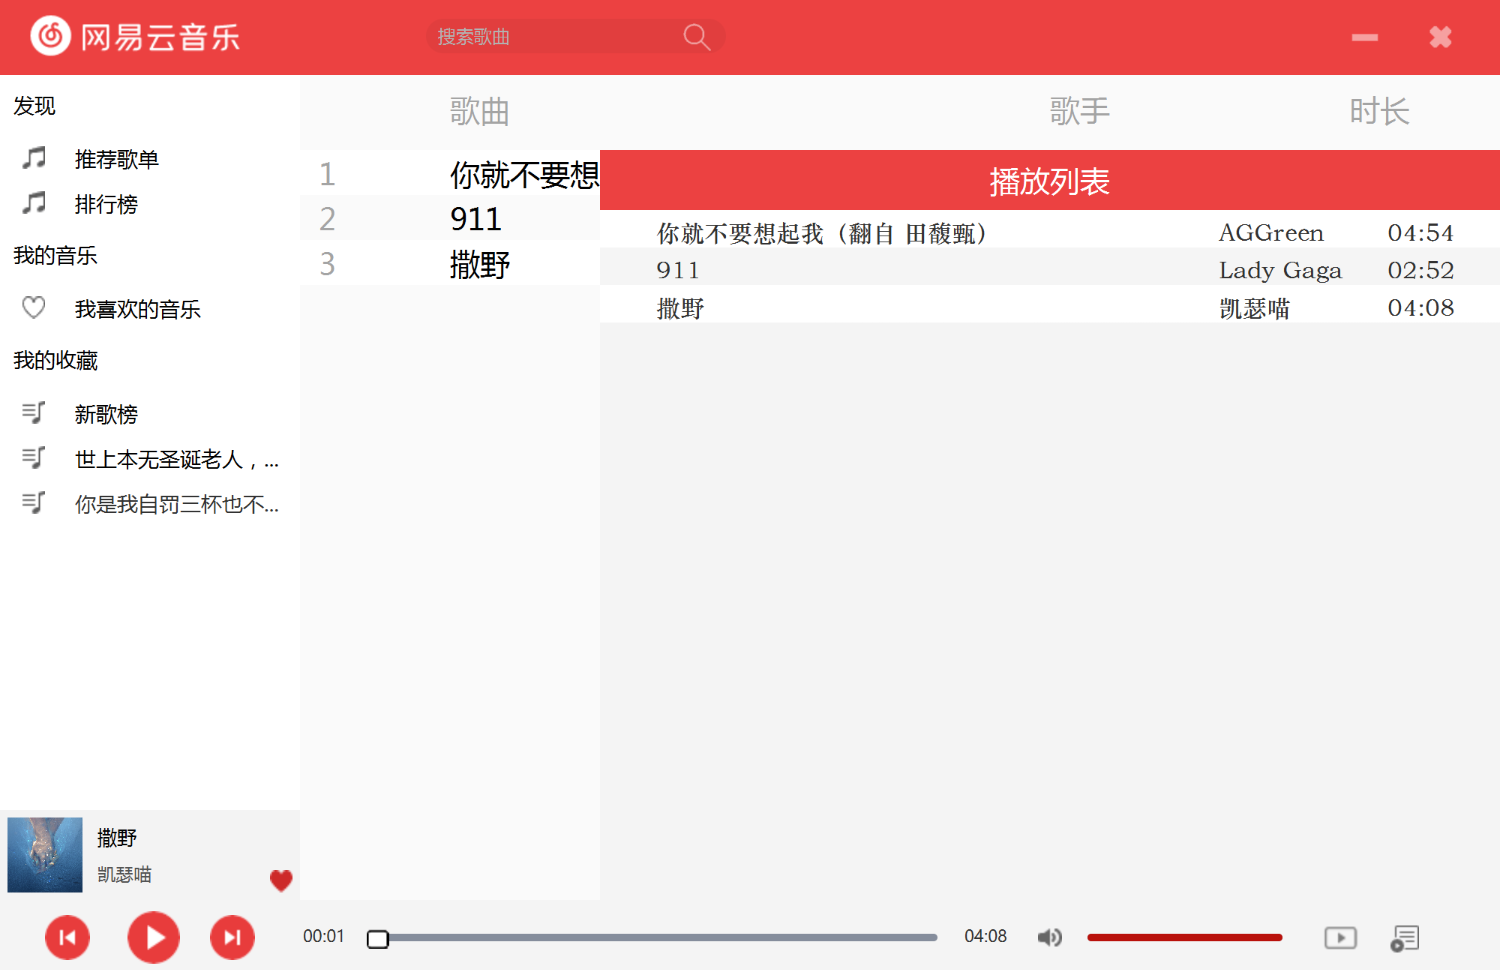 网易云音乐
搜索歌曲
发现
推荐歌单
排行榜
我的音乐
我喜欢的音乐
我的收藏
新歌榜
世上本无圣诞老人，...
你是我自罚三杯也不...
歌曲 歌手 时长
1 你就不要想
2 911
3 撒野
播放列表
你就不要想起我（翻自 田馥甄） AGGreen 04:54
911 Lady Gaga 02:52
撒野 凯瑟喵 04:08
撒野
凯瑟喵
00:01 04:08